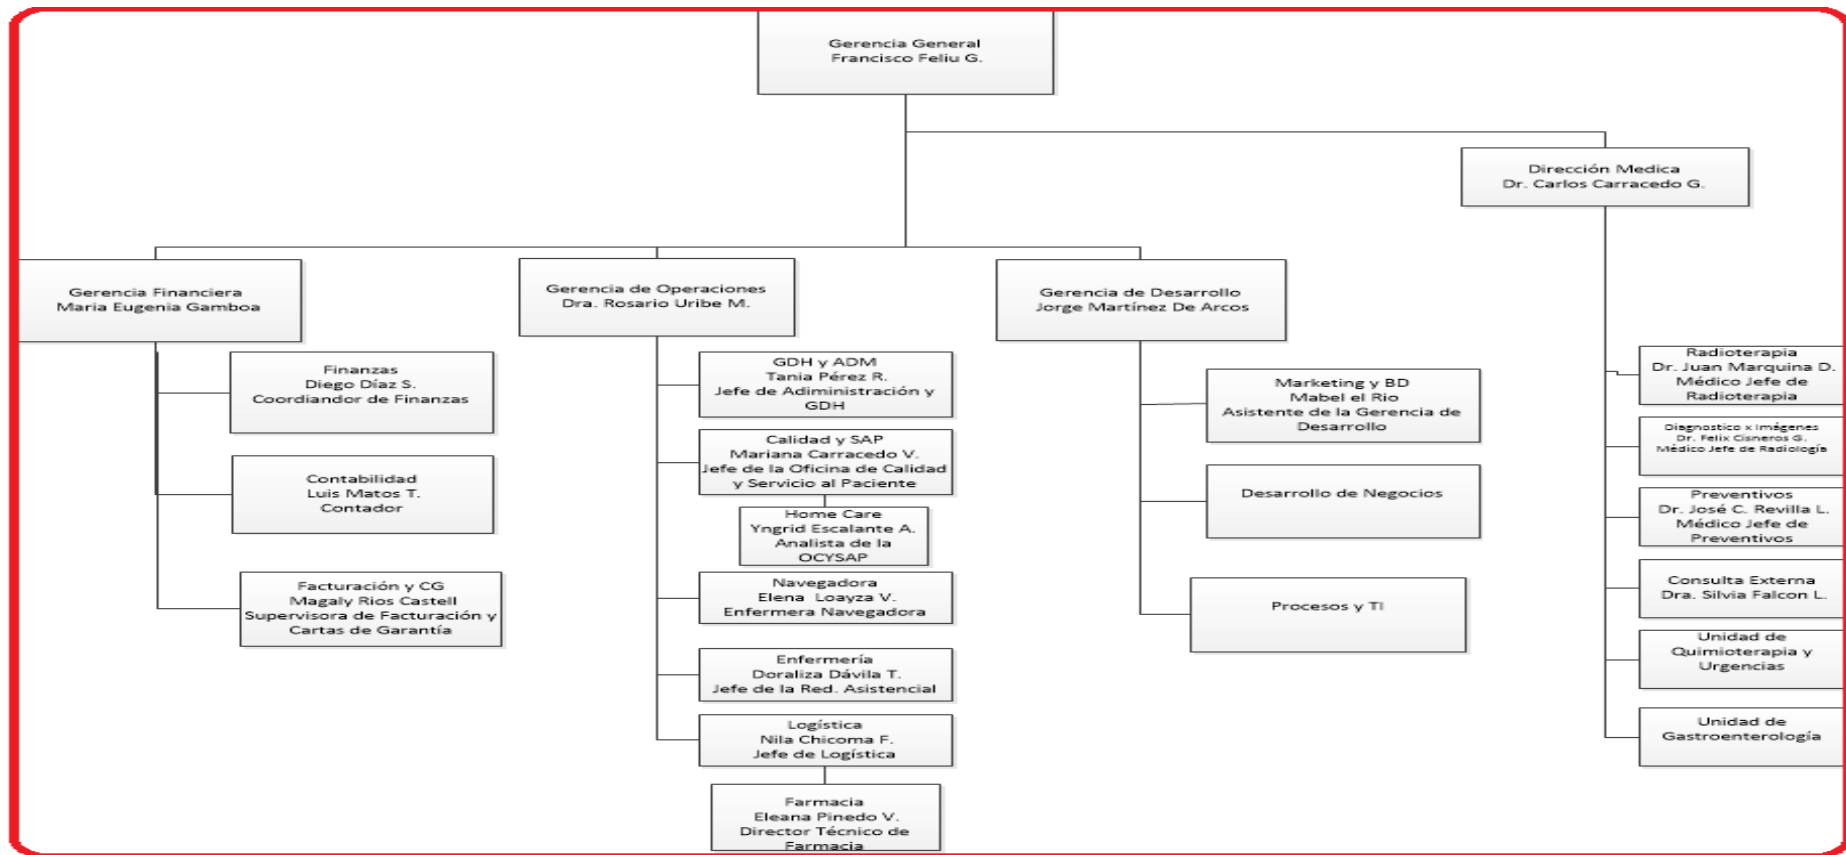 Gerencia General
Francisco Feliu G.
Dirección Medica
Dr. Carlos Carracedo G.
Gerencia Financiera
Maria Eugenia Gamboa
Gerencia de Operaciones
Dra. Rosario Uribe M.
Gerencia de Desarrollo
Jorge Martínez De Arcos
Finanzas
Diego Díaz S.
Coordiandor de Finanzas
Contabilidad
Luis Matos T.
Contador
Facturación y CG
Magaly Rios Castell
Supervisora de Facturación y
Cartas de Garantía
GDH y ADM
Tania Pérez R.
Jefe de Adiministración y
GDH
Calidad y SAP
Mariana Carracedo V.
Jefe de la Oficina de Calidad
y Servicio al Paciente
Home Care
Yngrid Escalante A.
Analista de la
OCYSAP
Navegadora
Elena Loayza V.
Enfermera Navegadora
Enfermería
Doraliza Dávila T.
Jefe de la Red. Asistencial
Logística
Nila Chicoma F.
Jefe de Logística
Farmacia
Eleana Pinedo V.
Director Técnico de
Farmacia
Marketing y BD
Mabel el Rio
Asistente de la Gerencia de
Desarrollo
Desarrollo de Negocios
Procesos y TI
Radioterapia
Dr. Juan Marquina D.
Médico Jefe de
Radioterapia
Diagnostico x Imágenes
Dr. Felix Cisneros G.
Médico Jefe de Radiología
Preventivos
Dr. José C. Revilla L.
Médico Jefe de
Preventivos
Consulta Externa
Dra. Silvia Falcon L.
Unidad de
Quimioterapia y
Urgencias
Unidad de
Gastroenterología